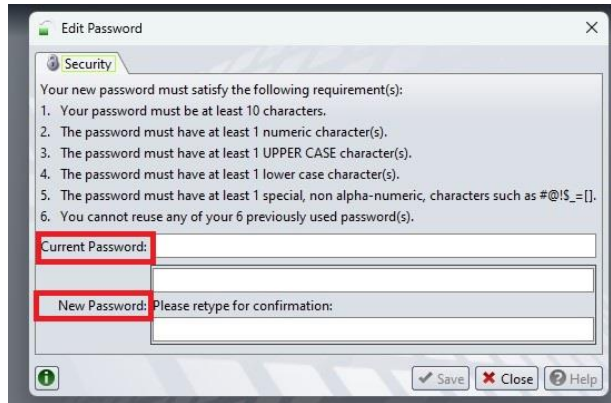 Edit Password
Security
Your new password must satisfy the following requirement(s):
1. Your password must be at least 10 characters.
2. The password must have at least 1 numeric character(s).
3. The password must have at least 1 UPPER CASE character(s).
4. The password must have at least 1 lower case character(s).
5. The password must have at least 1 special, non alpha-numeric, characters such as #@!$_=[].
6. You cannot reuse any of your 6 previously used password(s).
Current Password:
New Password: Please retype for confirmation:
Save Close Help